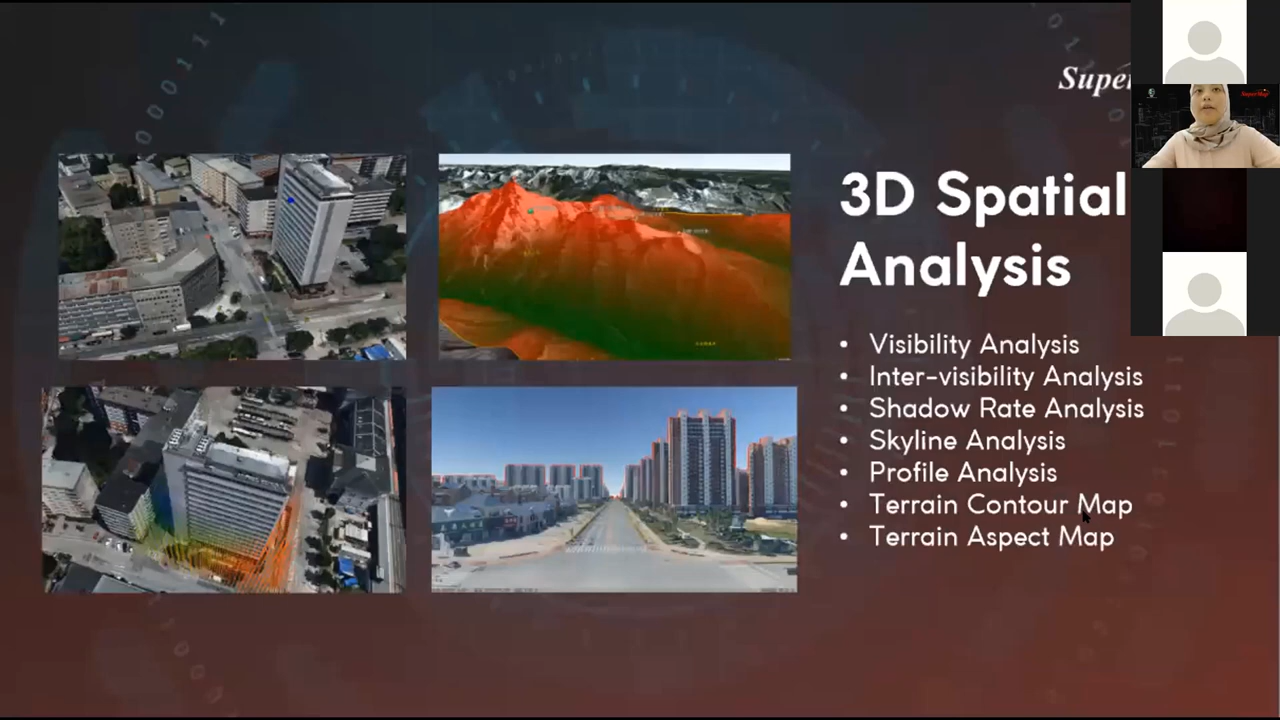 Super
3D Spatial
Analysis
• Visibility Analysis
• Inter-visibility Analysis
• Shadow Rate Analysis
• Skyline Analysis
• Profile Analysis
• Terrain Contour Map
• Terrain Aspect Map
SuperMap